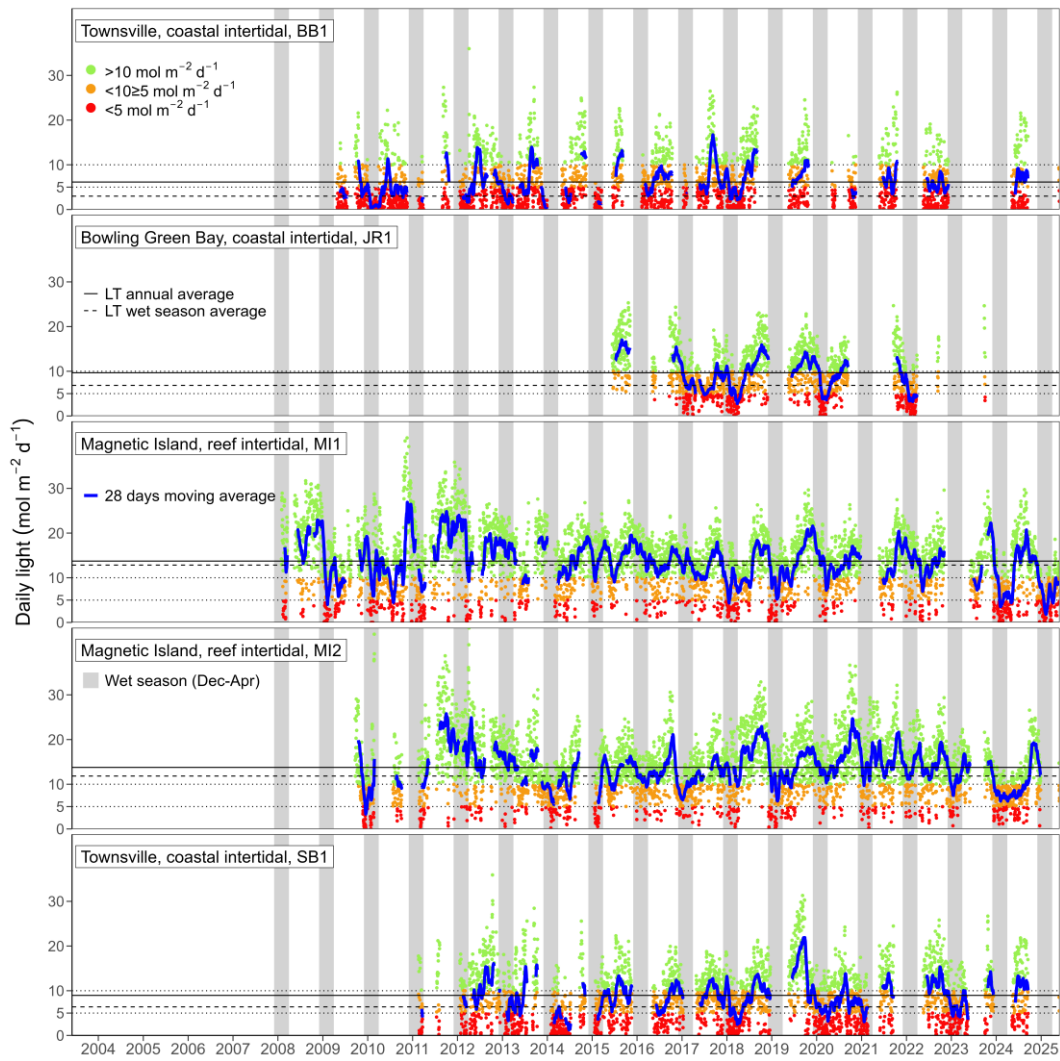 Townsville, coastal intertidal, BB1
>10 mol m⁻² d⁻¹
<10≥5 mol m⁻² d⁻¹
<5 mol m⁻² d⁻¹
30
20
10
5
0
Bowling Green Bay, coastal intertidal, JR1
LT annual average
LT wet season average
30
20
10
5
0
Magnetic Island, reef intertidal, MI1
28 days moving average
30
20
10
5
0
Daily light (mol m⁻² d⁻¹)
Magnetic Island, reef intertidal, MI2
Wet season (Dec-Apr)
30
20
10
5
0
Townsville, coastal intertidal, SB1
30
20
10
5
0
2004 2005 2006 2007 2008 2009 2010 2011 2012 2013 2014 2015 2016 2017 2018 2019 2020 2021 2022 2023 2024 2025